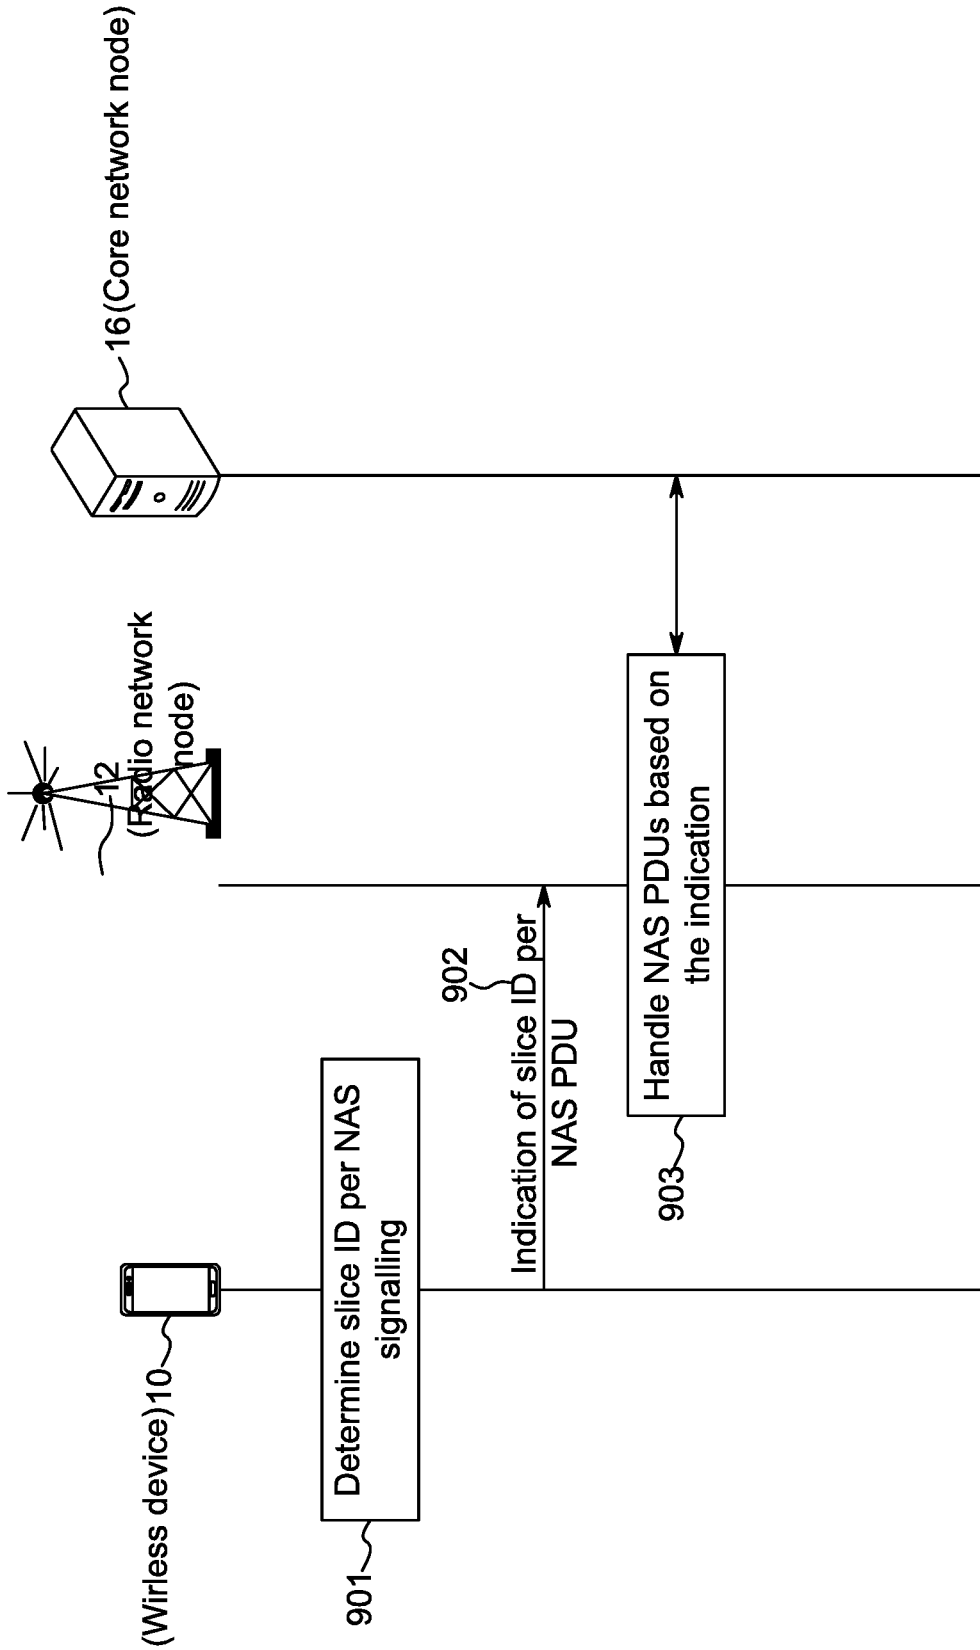 (Wirless device)10
12
(Radio network
node)
16(Core network node)
901
Determine slice ID per NAS
signalling
902
Indication of slice ID per
NAS PDU
903
Handle NAS PDUs based on
the indication